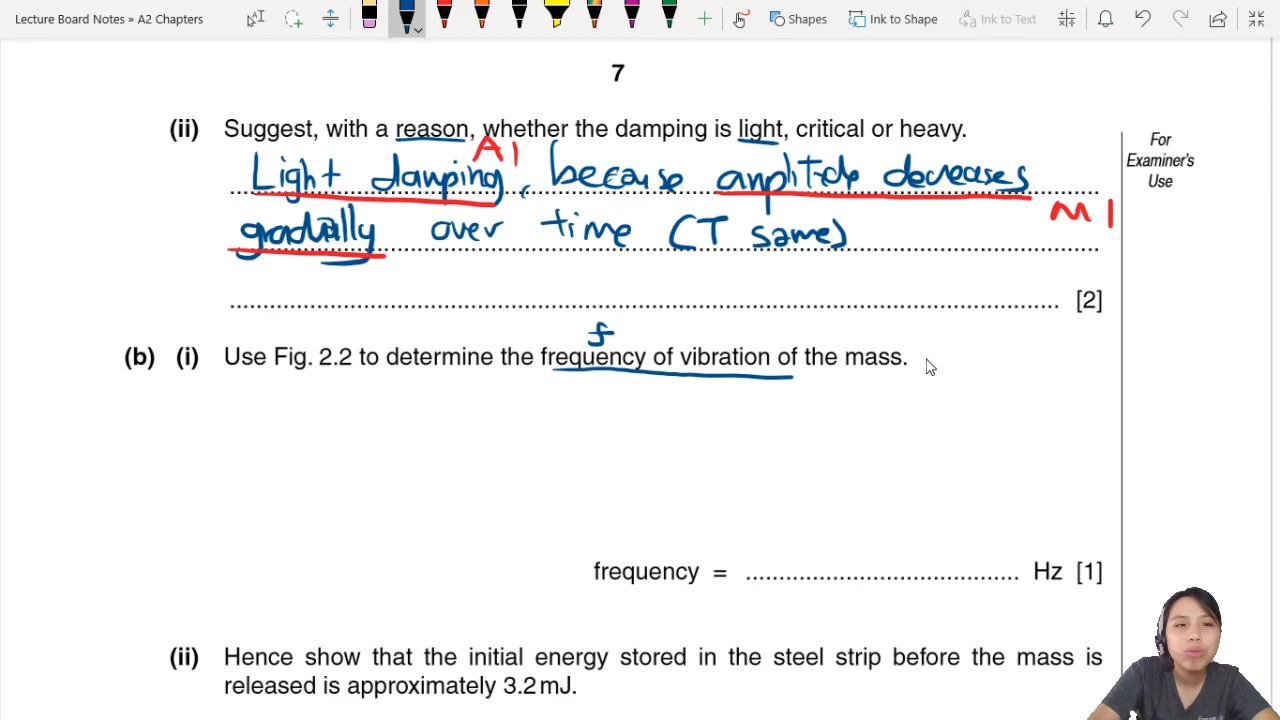 Lecture Board Notes » A2 Chapters
Shapes
Ink to Shape
Ink to Text
7
(ii) Suggest, with a reason, whether the damping is light, critical or heavy.
For
Examiner's
Use
A1
Light damping, because amplitude decreases
M1
gradually over time (T same)
[2]
f
(b) (i) Use Fig. 2.2 to determine the frequency of vibration of the mass.
frequency = ........................................ Hz [1]
(ii) Hence show that the initial energy stored in the steel strip before the mass is
released is approximately 3.2 mJ.